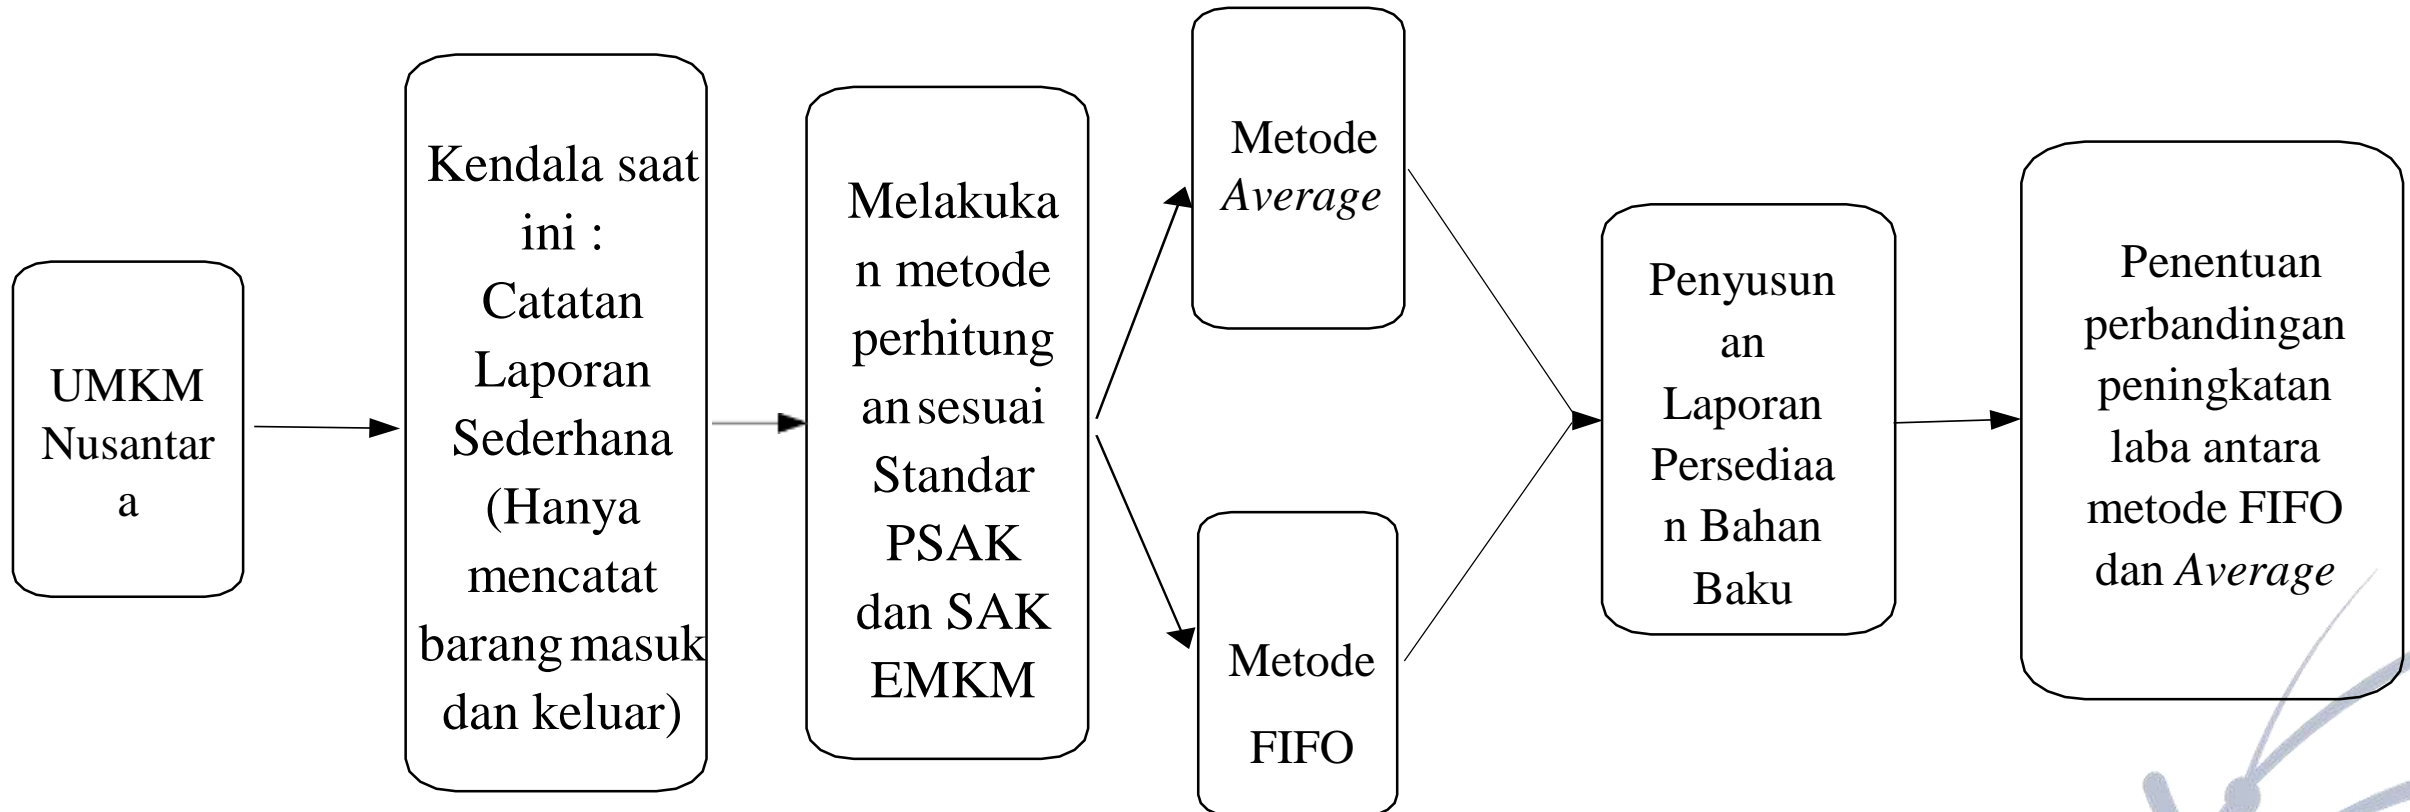 UMKM
Nusantar
a
Kendala saat
ini :
Catatan
Laporan
Sederhana
(Hanya
mencatat
barang masuk
dan keluar)
Melakuka
n metode
perhitung
an sesuai
Standar
PSAK
dan SAK
EMKM
Metode
Average
Metode
FIFO
Penyusun
an
Laporan
Persediaa
n Bahan
Baku
Penentuan
perbandingan
peningkatan
laba antara
metode FIFO
dan Average